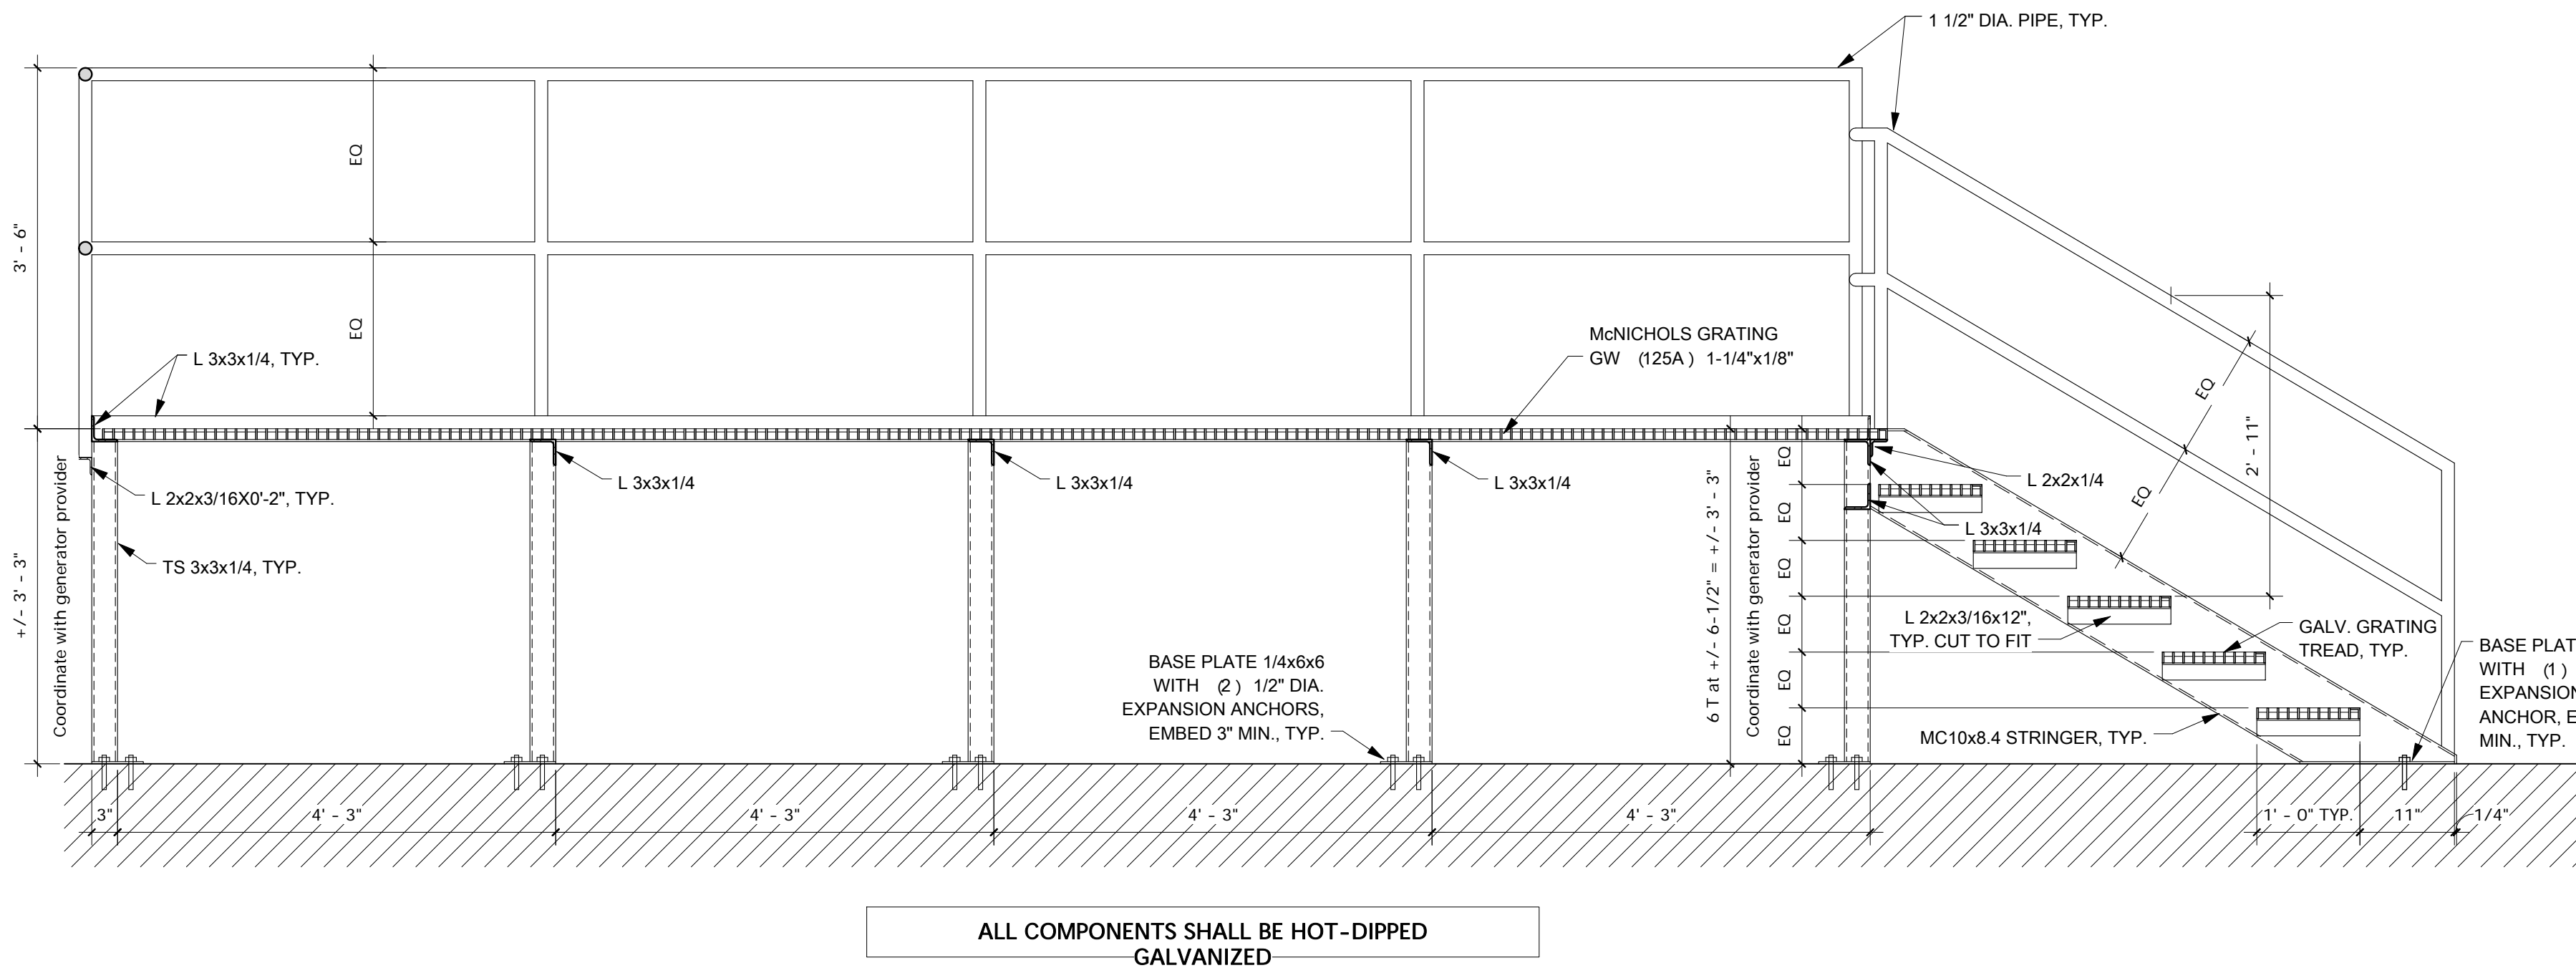 1 1/2" DIA. PIPE, TYP.
3' - 6"
EQ
EQ
McNICHOLS GRATING
GW (125A) 1-1/4"x1/8"
L 3x3x1/4, TYP.
EQ
EQ
2' - 11"
+/- 3' - 3"
Coordinate with generator provider
L 2x2x3/16X0'-2", TYP.
TS 3x3x1/4, TYP.
L 3x3x1/4
L 3x3x1/4
L 3x3x1/4
6 T at +/- 6-1/2" = +/- 3' - 3"
Coordinate with generator provider
EQ
EQ
EQ
EQ
EQ
EQ
L 2x2x1/4
L 3x3x1/4
L 2x2x3/16x12",
TYP. CUT TO FIT
GALV. GRATING
TREAD, TYP.
BASE PLATE 1/4x6x6
WITH (2) 1/2" DIA.
EXPANSION ANCHORS,
EMBED 3" MIN., TYP.
MC10x8.4 STRINGER, TYP.
BASE PLAT
WITH (1)
EXPANSION
ANCHOR, E
MIN., TYP.
3"
4' - 3"
4' - 3"
4' - 3"
4' - 3"
1' - 0" TYP.
11"
1/4"
ALL COMPONENTS SHALL BE HOT-DIPPED
GALVANIZED